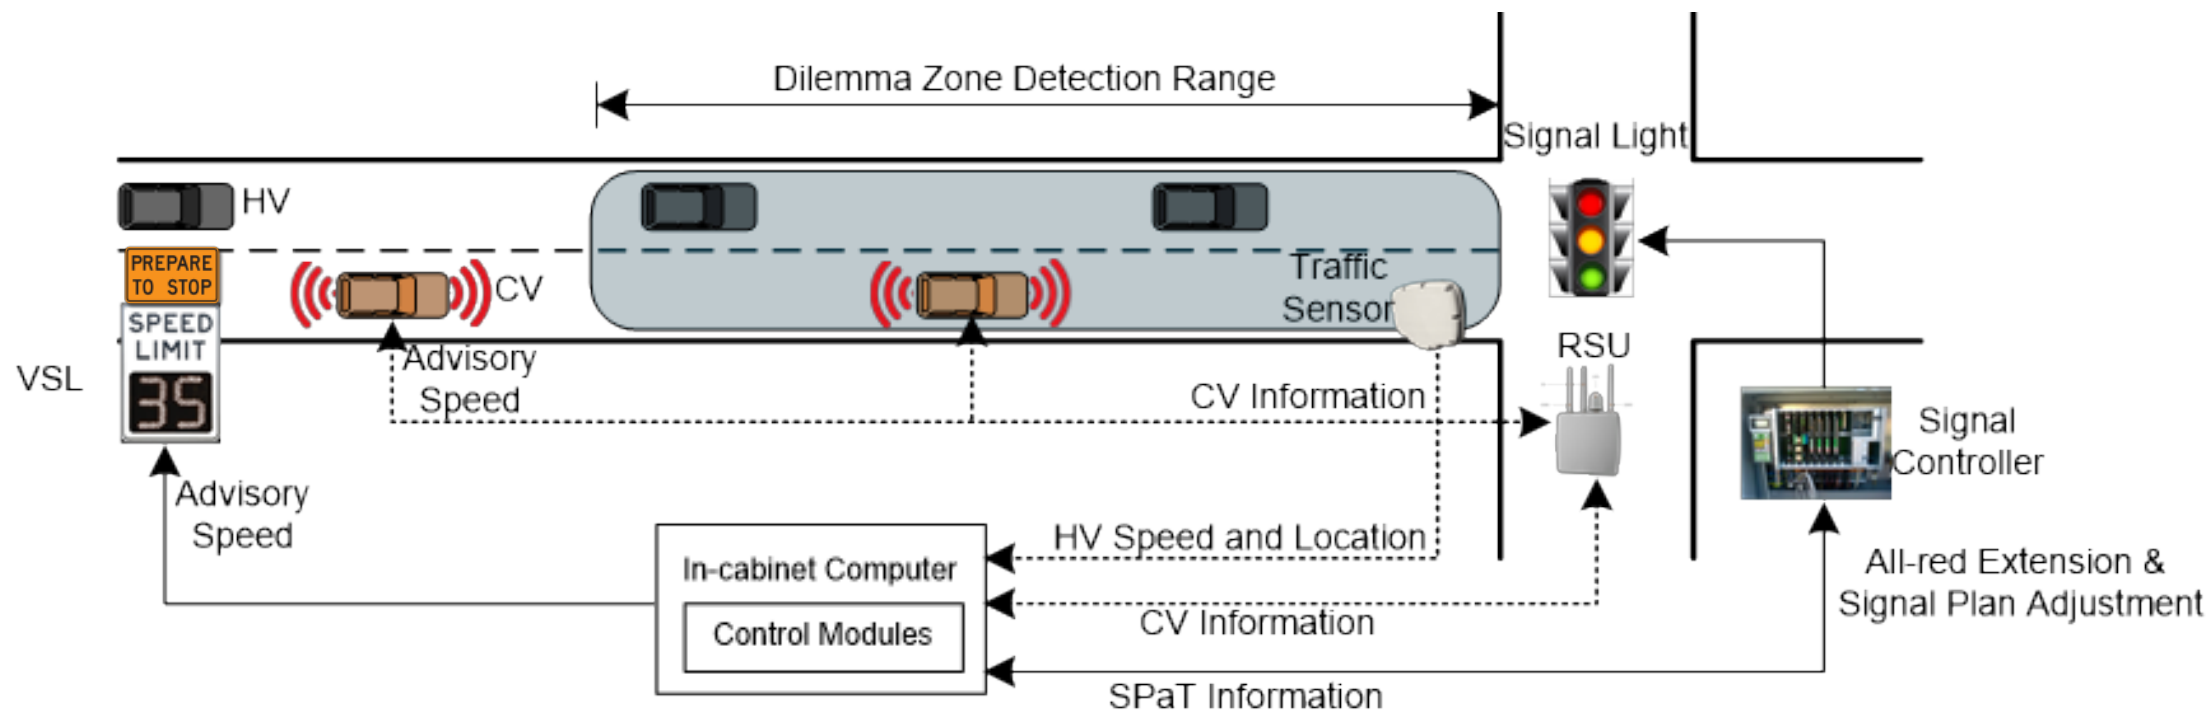 Dilemma Zone Detection Range
Signal Light
HV
PREPARE
TO STOP
CV
Traffic
Sensor
SPEED
LIMIT
35
VSL
Advisory
Speed
CV Information
RSU
Signal
Controller
Advisory
Speed
HV Speed and Location
In-cabinet Computer
Control Modules
CV Information
All-red Extension &
Signal Plan Adjustment
SPaT Information